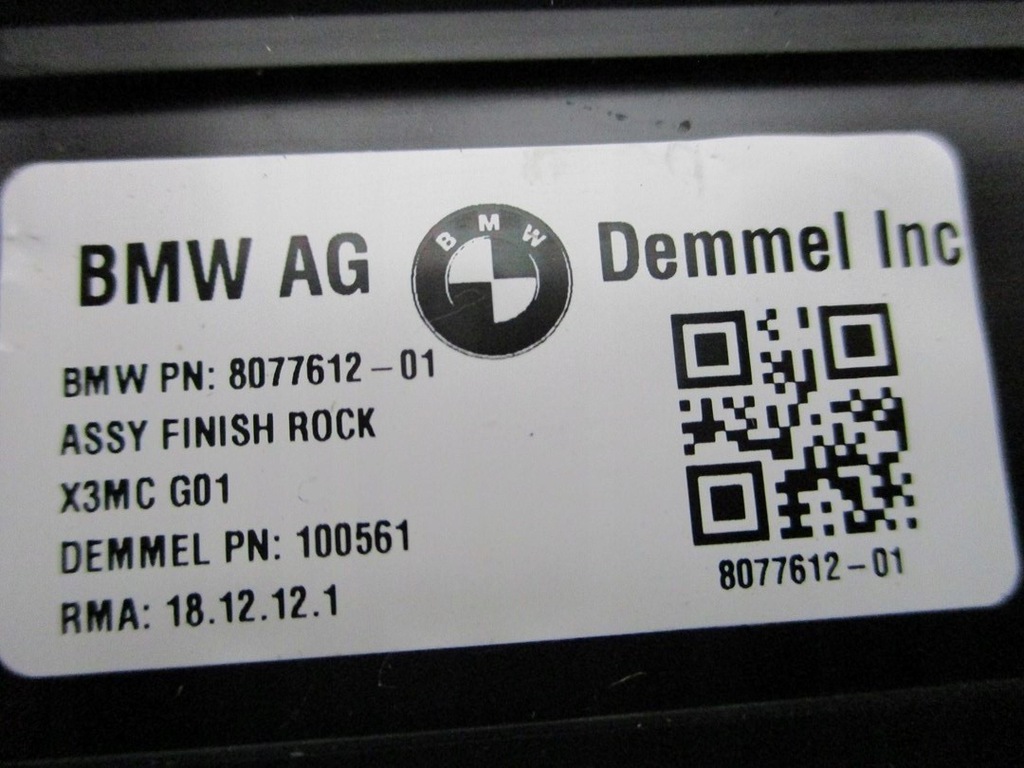 BMW AG BMW Demmel Inc
BMW PN: 8077612-01
ASSY FINISH ROCK
X3MC G01
DEMMEL PN: 100561
RMA: 18.12.12.1
8077612-01